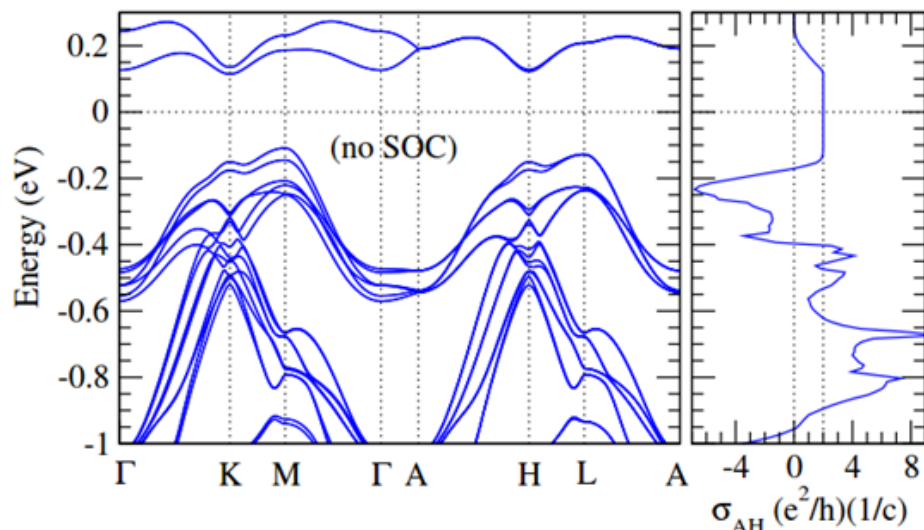 0.2
0
-0.2
-0.4
-0.6
-0.8
-1
Energy (eV)
(no SOC)
Γ K M Γ A H L A
-4 0 4 8
σ_AH (e²/h)(1/c)